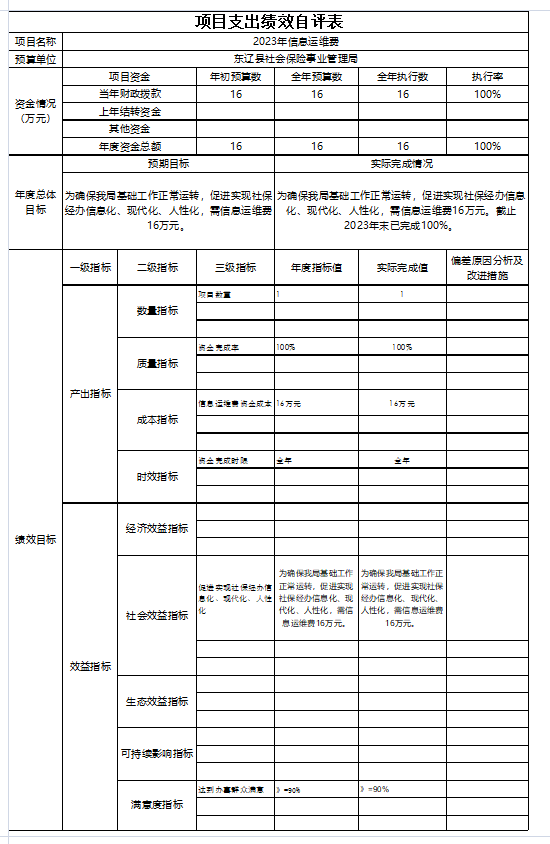 项目支出绩效自评表
项目名称 2023年信息运维费
预算单位 东辽县社会保险事业管理局
资金情况（万元） 项目资金 年初预算数 全年预算数 全年执行数 执行率
当年财政拨款 16 16 16 100%
上年结转资金
其他资金
年度资金总额 16 16 16 100%
年度总体目标 预期目标 实际完成情况
为确保我局基础工作正常运转，促进实现社保经办信息化、现代化、人性化，需信息运维费16万元。 为确保我局基础工作正常运转，促进实现社保经办信息化、现代化、人性化，需信息运维费16万元。截止2023年末已完成100%。
绩效目标 一级指标 二级指标 三级指标 年度指标值 实际完成值 偏差原因分析及改进措施
产出指标 数量指标 项目数量 1 1
质量指标 资金完成率 100% 100%
成本指标 信息运维费资金成本 16万元 16万元
时效指标 资金完成时限 全年 全年
效益指标 经济效益指标
社会效益指标 促进实现社保经办信息化、现代化、人性化 为确保我局基础工作正常运转，促进实现社保经办信息化、现代化、人性化，需信息运维费16万元。 为确保我局基础工作正常运转，促进实现社保经办信息化、现代化、人性化，需信息运维费16万元。
生态效益指标
可持续影响指标
满意度指标 达到办事群众满意 》=90% 》=90%